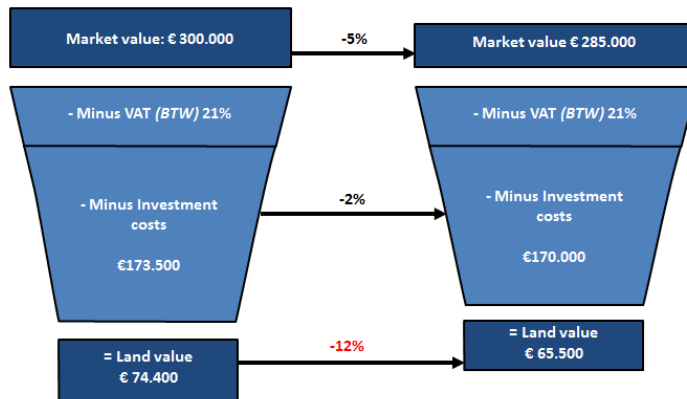 Market value: € 300.000
-5%
Market value € 285.000
- Minus VAT (BTW) 21%
- Minus VAT (BTW) 21%
- Minus Investment
costs
€173.500
-2%
- Minus Investment
costs
€170.000
= Land value
€ 74.400
-12%
= Land value
€ 65.500